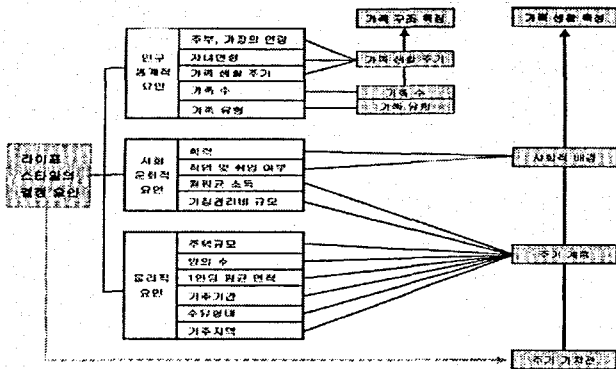 가족 구조 특성
가족 생활 특성
인구
통계적
요인
주부, 가장의 연령
자녀연령
가족 생활 주기
가족 수
가족 유형
가족 생활 주기
가족 수
가족 유형
라이프
스타일의
결정 요인
사회
문화적
요인
학력
직업 및 취업 여부
월평균 소득
가정관리비 규모
사회적 배경
물리적
요인
주택규모
방의 수
1인당 평균 면적
거주기간
소유형태
거주지역
주거 계층
주거 가치관